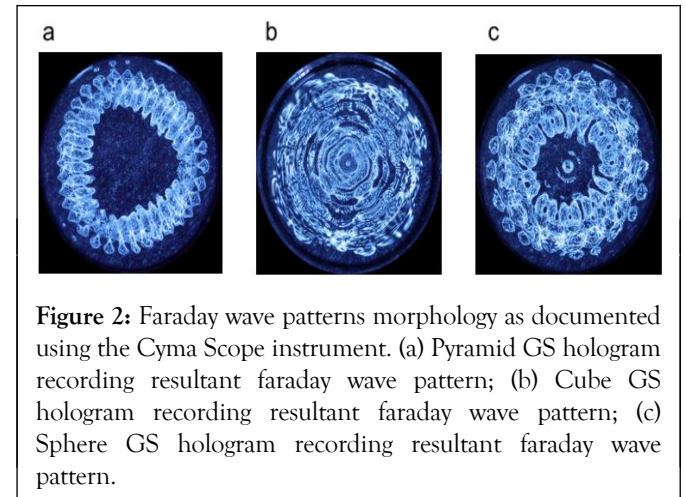 a b c
Figure 2: Faraday wave patterns morphology as documented
using the Cyma Scope instrument. (a) Pyramid GS hologram
recording resultant faraday wave pattern; (b) Cube GS
hologram recording resultant faraday wave pattern; (c)
Sphere GS hologram recording resultant faraday wave
pattern.